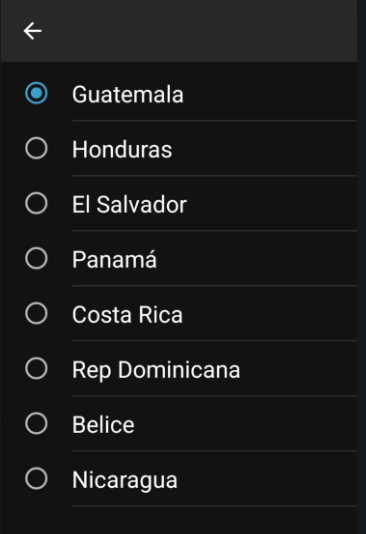 Guatemala
Honduras
El Salvador
Panamá
Costa Rica
Rep Dominicana
Belice
Nicaragua